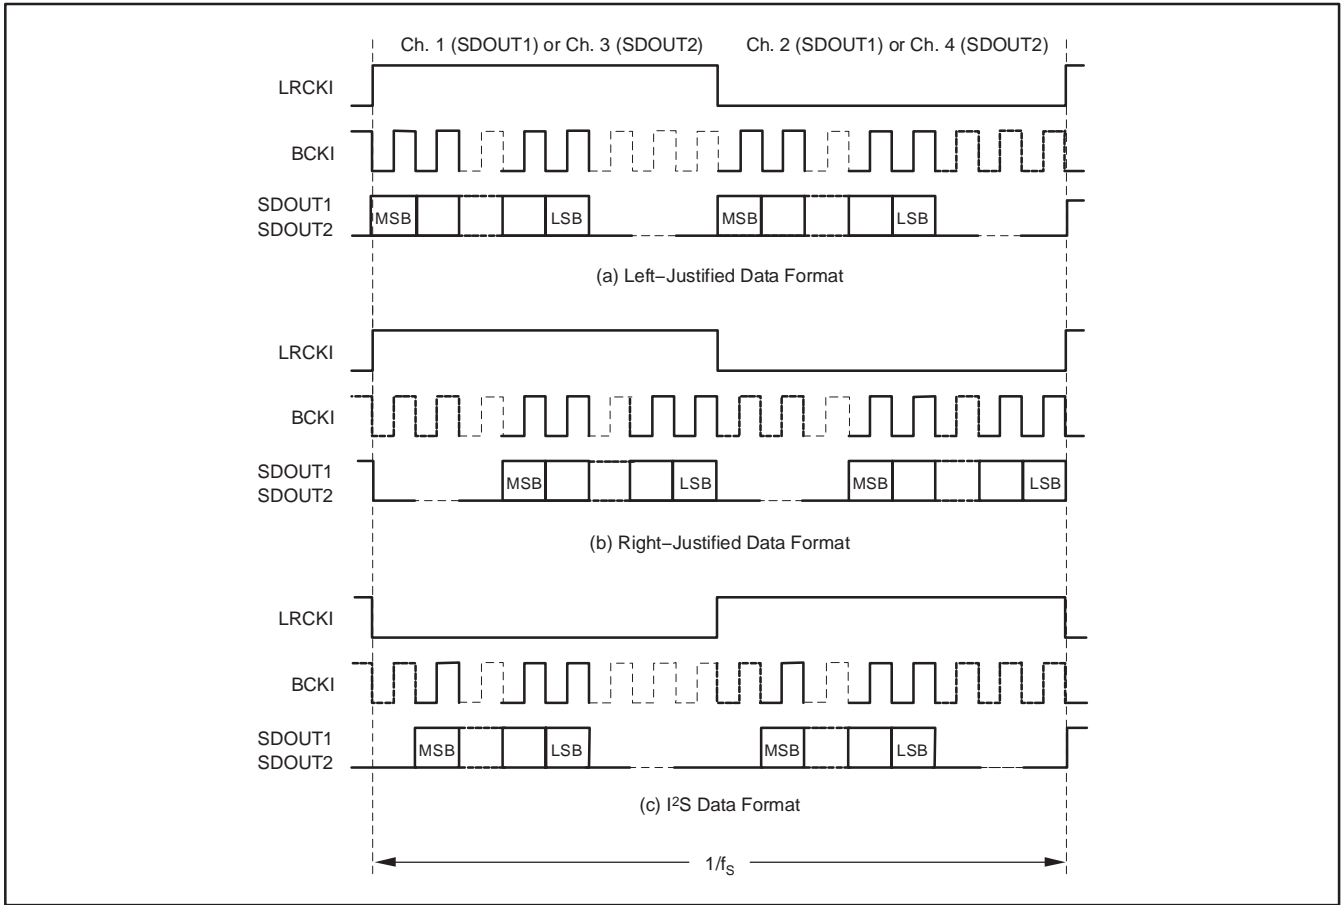 Ch. 1 (SDOUT1) or Ch. 3 (SDOUT2)
Ch. 2 (SDOUT1) or Ch. 4 (SDOUT2)
LRCKI
BCKI
SDOUT1
SDOUT2
MSB
LSB
MSB
LSB
(a) Left−Justified Data Format
LRCKI
BCKI
SDOUT1
SDOUT2
MSB
LSB
MSB
LSB
(b) Right−Justified Data Format
LRCKI
BCKI
SDOUT1
SDOUT2
MSB
LSB
MSB
LSB
(c) I²S Data Format
1/fS